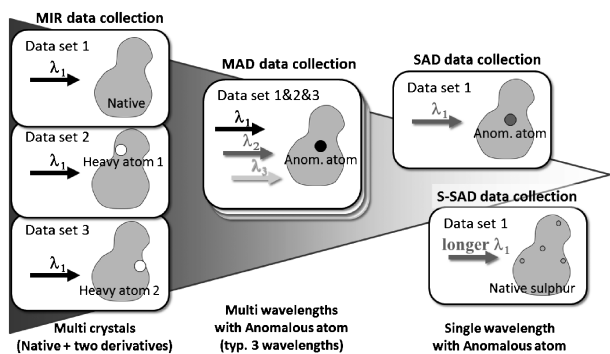 MIR data collection
Data set 1
λ1
Native
Data set 2
λ1
Heavy atom 1
Data set 3
λ1
Heavy atom 2
Multi crystals
(Native + two derivatives)
MAD data collection
Data set 1&2&3
λ1
λ2
λ3
Anom. atom
Multi wavelengths
with Anomalous atom
(typ. 3 wavelengths)
SAD data collection
Data set 1
λ1
Anom. atom
S-SAD data collection
Data set 1
longer λ1
Native sulphur
Single wavelength
with Anomalous atom